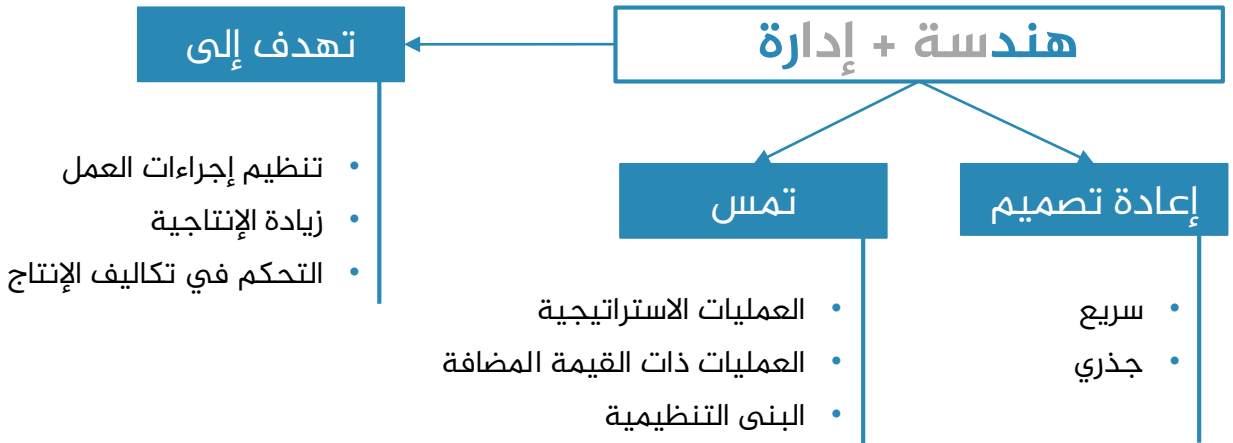 هندسة + إدارة
إعادة تصميم
سريع
جذري
تمس
العمليات الاستراتيجية
العمليات ذات القيمة المضافة
البنى التنظيمية
تهدف إلى
تنظيم إجراءات العمل
زيادة الإنتاجية
التحكم في تكاليف الإنتاج